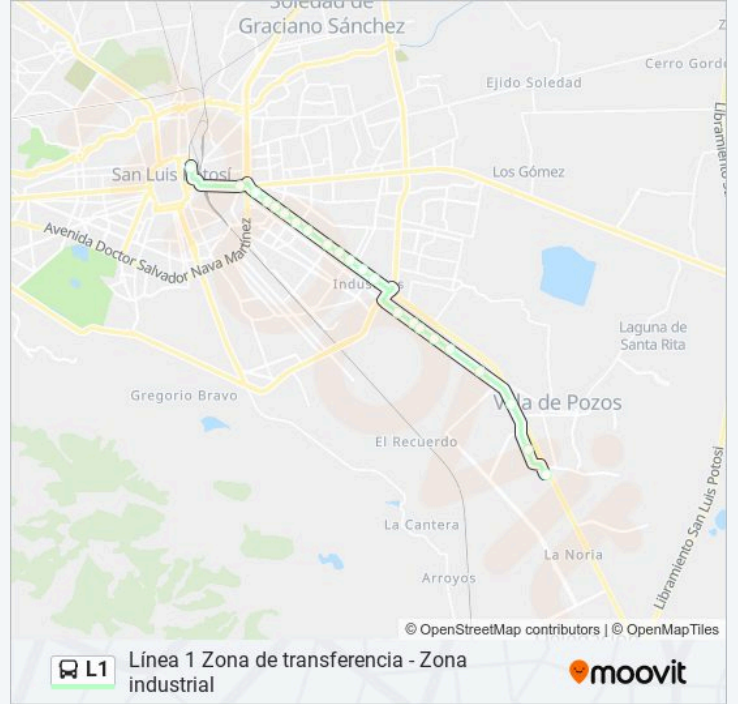 Soledad de
Graciano Sánchez
Cerro Gordo
Ejido Soledad
Libramiento S
San Luis Potosí
Los Gómez
Avenida Doctor Salvador Nava Martínez
Industrias
Laguna de
Santa Rita
Gregorio Bravo
Villa de Pozos
El Recuerdo
Libramiento San Luis Potosí
La Cantera
La Noria
Arroyos
© OpenStreetMap contributors | © OpenMapTiles
L1
Línea 1 Zona de transferencia - Zona
industrial
moovit